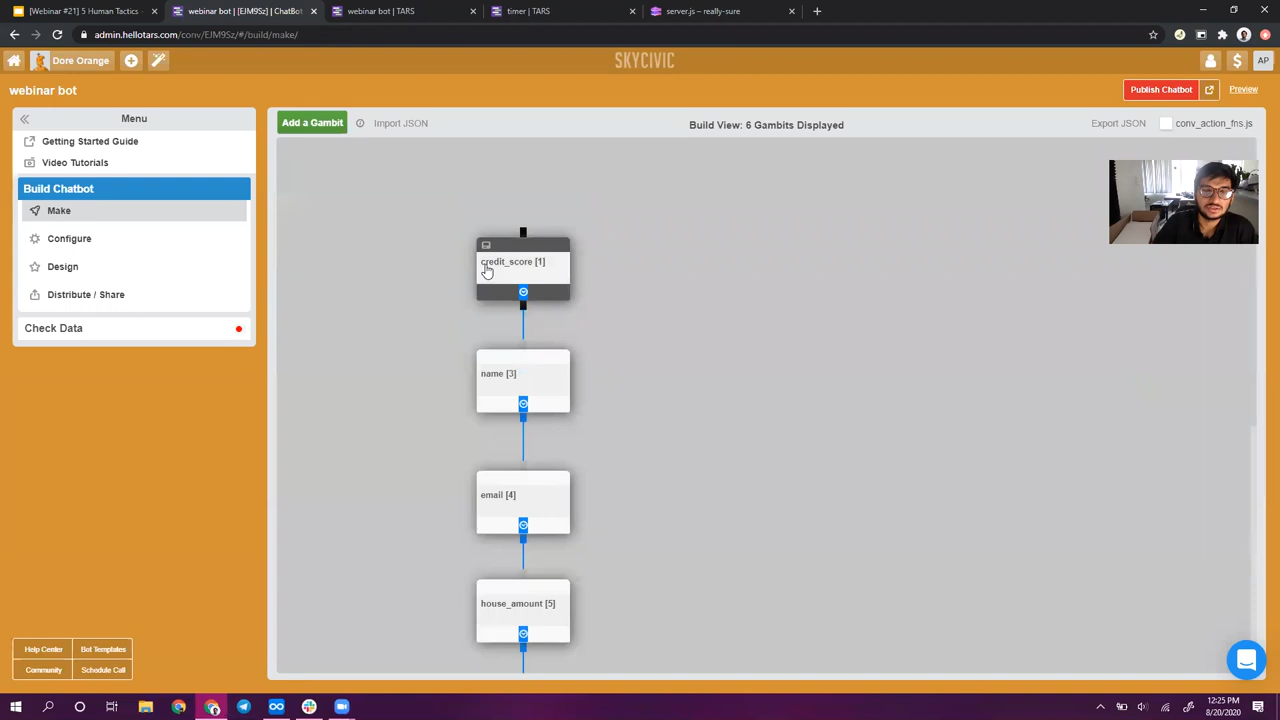 [Webinar #21] 5 Human Tactics -
webinar bot | [EJM9Sz] | ChatBot
webinar bot | TARS
timer | TARS
server.js – really-sure
admin.hellotars.com/conv/EJM9Sz/#/build/make/
Dore Orange
SKYCIVIC
$
AP
webinar bot
Publish Chatbot
Preview
Menu
Getting Started Guide
Video Tutorials
Build Chatbot
Make
Configure
Design
Distribute / Share
Check Data
Add a Gambit
Import JSON
Build View: 6 Gambits Displayed
Export JSON
conv_action_fns.js
credit_score [1]
name [3]
email [4]
house_amount [5]
Help Center
Bot Templates
Community
Schedule Call
12:25 PM
8/20/2020